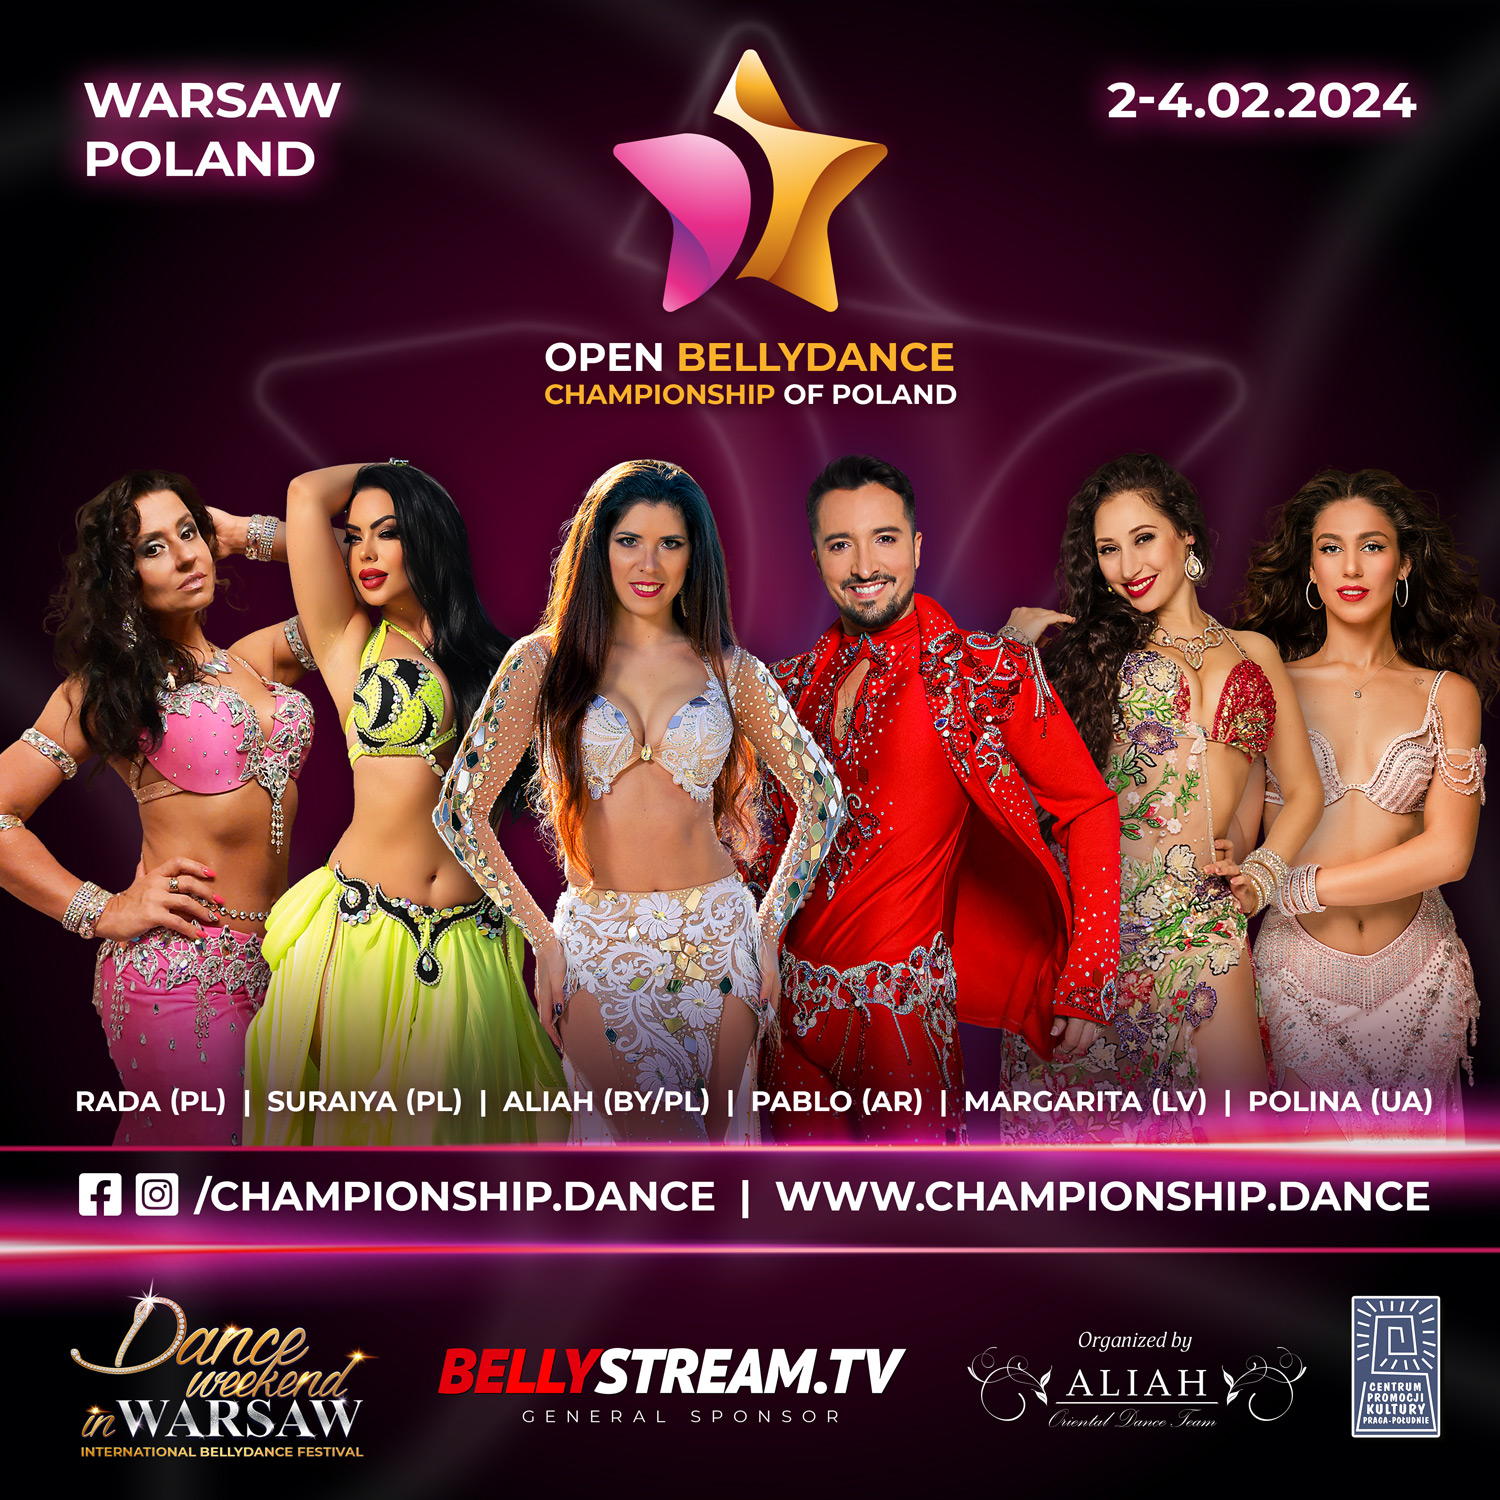 WARSAW
POLAND
2-4.02.2024
OPEN BELLYDANCE
CHAMPIONSHIP OF POLAND
RADA (PL) | SURAIYA (PL) | ALIAH (BY/PL) | PABLO (AR) | MARGARITA (LV) | POLINA (UA)
/CHAMPIONSHIP.DANCE | WWW.CHAMPIONSHIP.DANCE
Dance
weekend
in WARSAW
INTERNATIONAL BELLYDANCE FESTIVAL
BELLYSTREAM.TV
GENERAL SPONSOR
Organized by
ALIAH
Oriental Dance Team
CENTRUM
PROMOCJI
KULTURY
PRAGA-POŁUDNIE